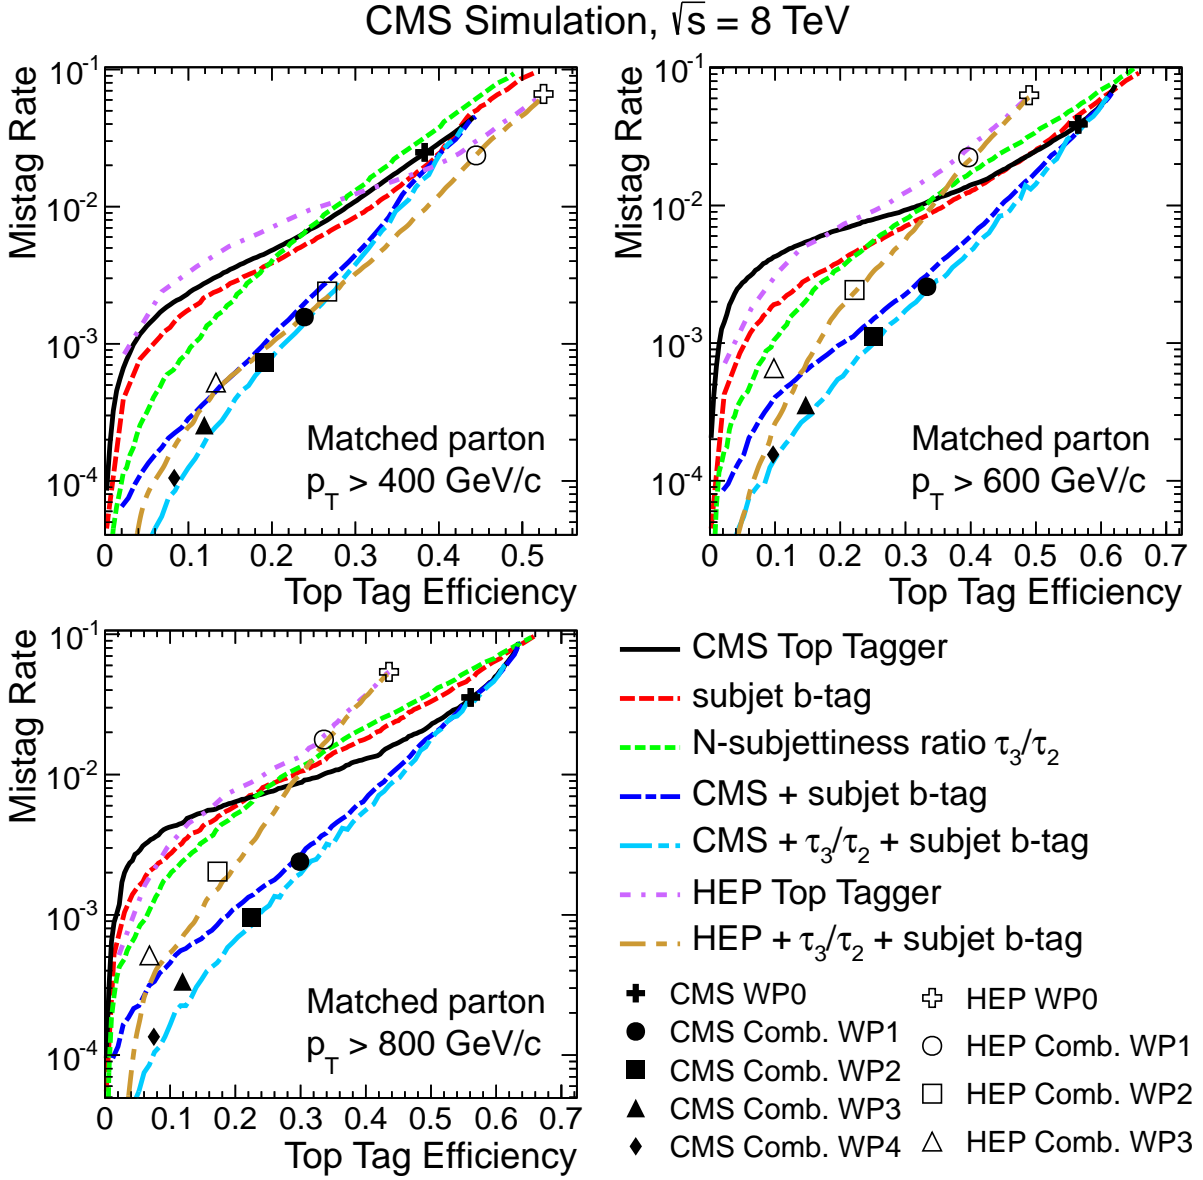 CMS Simulation, √s = 8 TeV
Mistag Rate
10⁻¹
10⁻²
10⁻³
10⁻⁴
Matched parton
p_T > 400 GeV/c
0 0.1 0.2 0.3 0.4 0.5
Top Tag Efficiency
Mistag Rate
10⁻¹
10⁻²
10⁻³
10⁻⁴
Matched parton
p_T > 600 GeV/c
0 0.1 0.2 0.3 0.4 0.5 0.6 0.7
Top Tag Efficiency
Mistag Rate
10⁻¹
10⁻²
10⁻³
10⁻⁴
Matched parton
p_T > 800 GeV/c
0 0.1 0.2 0.3 0.4 0.5 0.6 0.7
Top Tag Efficiency
CMS Top Tagger
subjet b-tag
N-subjettiness ratio τ₃/τ₂
CMS + subjet b-tag
CMS + τ₃/τ₂ + subjet b-tag
HEP Top Tagger
HEP + τ₃/τ₂ + subjet b-tag
CMS WP0
CMS Comb. WP1
CMS Comb. WP2
CMS Comb. WP3
CMS Comb. WP4
HEP WP0
HEP Comb. WP1
HEP Comb. WP2
HEP Comb. WP3